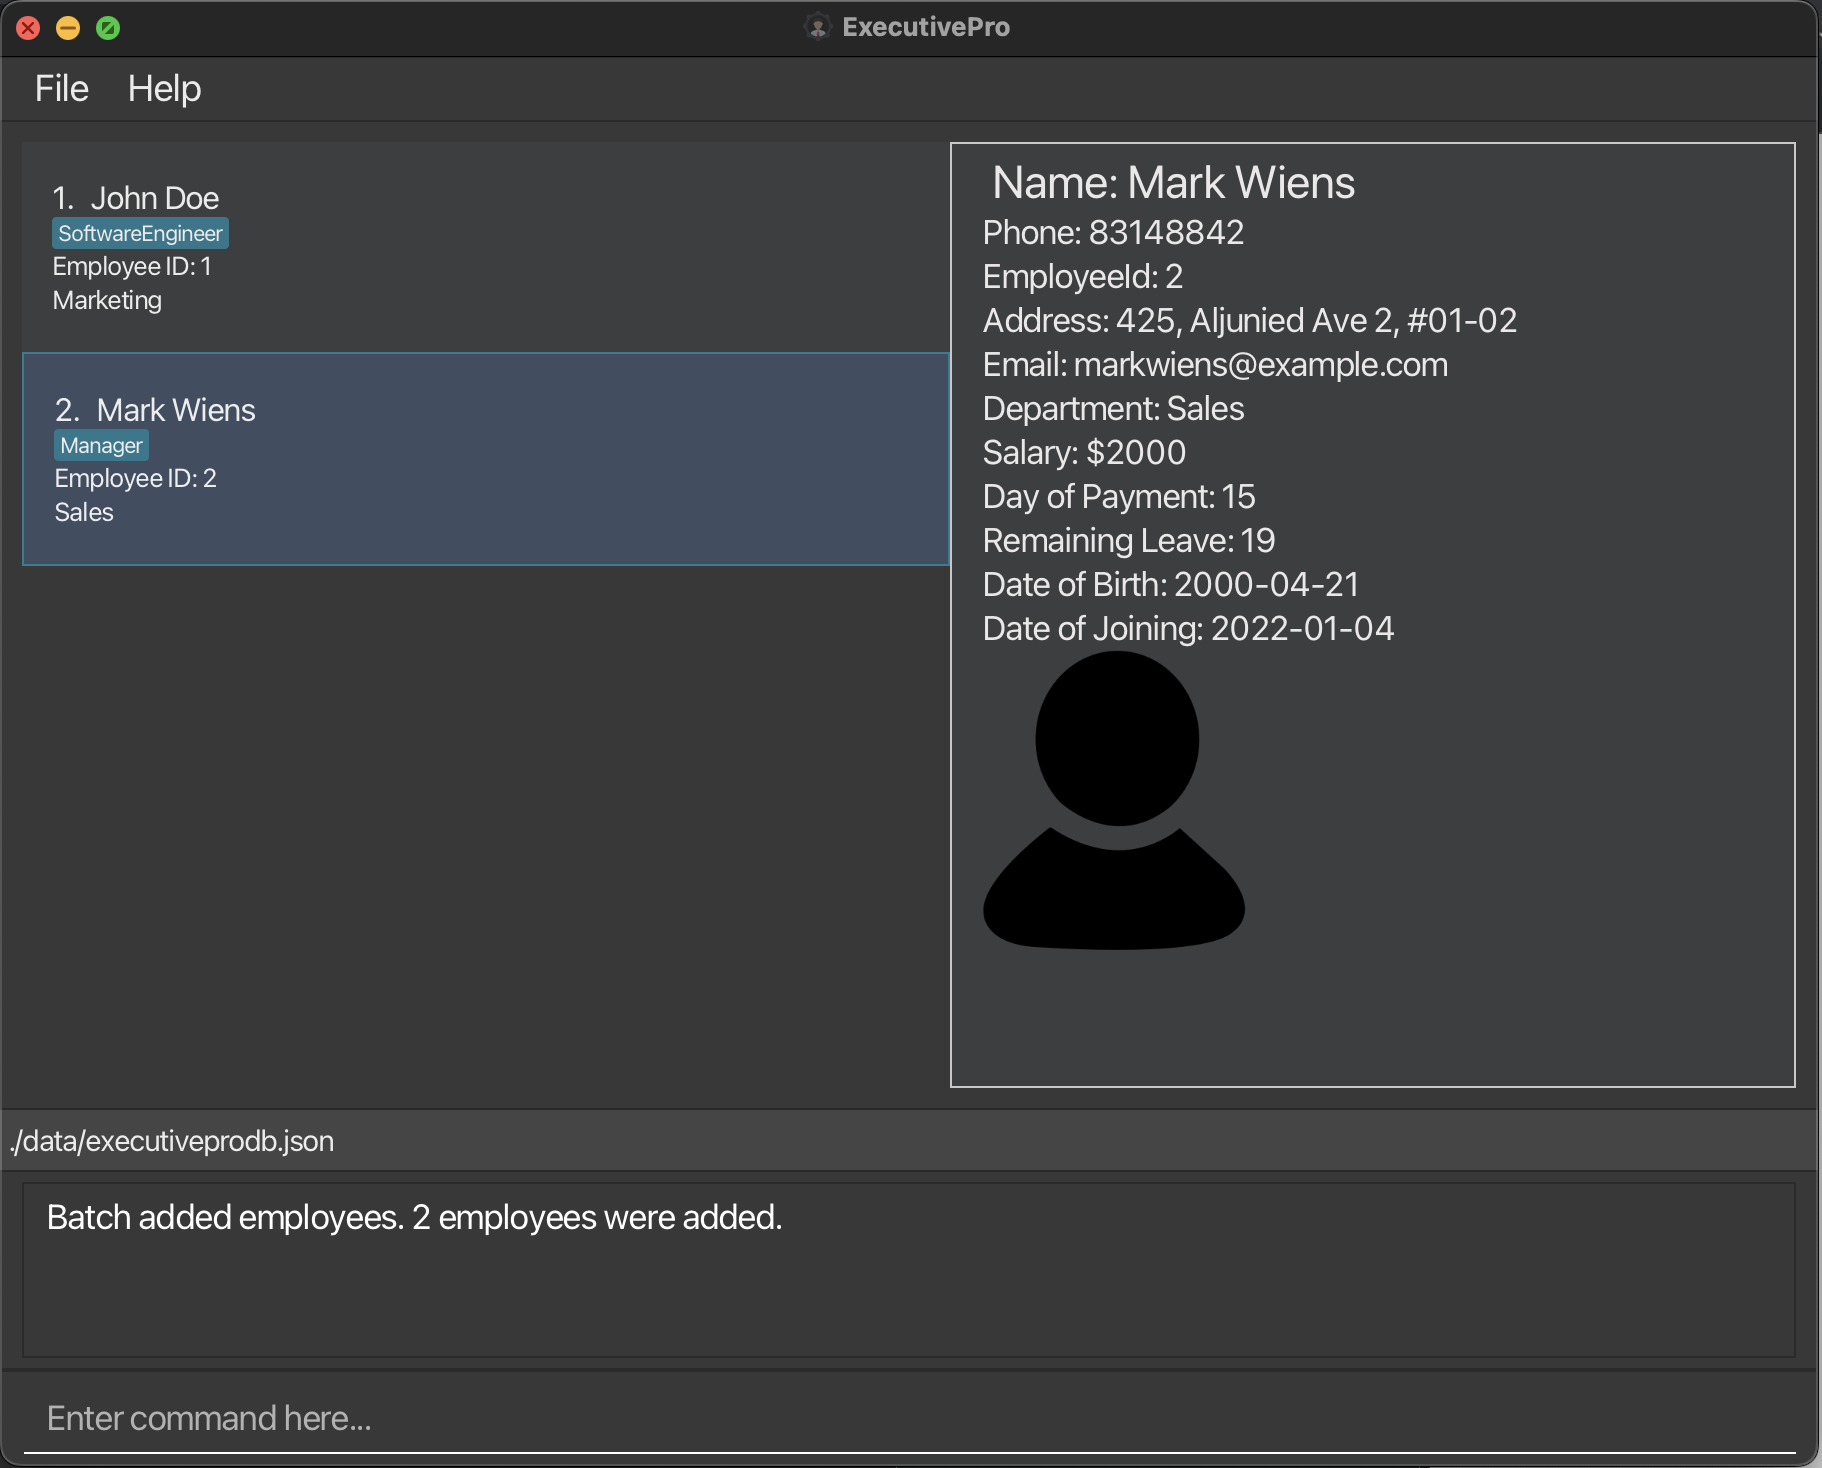 ExecutivePro
File Help
1. John Doe
SoftwareEngineer
Employee ID: 1
Marketing
2. Mark Wiens
Manager
Employee ID: 2
Sales
Name: Mark Wiens
Phone: 83148842
EmployeeId: 2
Address: 425, Aljunied Ave 2, #01-02
Email: markwiens@example.com
Department: Sales
Salary: $2000
Day of Payment: 15
Remaining Leave: 19
Date of Birth: 2000-04-21
Date of Joining: 2022-01-04
./data/executiveprodb.json
Batch added employees. 2 employees were added.
Enter command here...